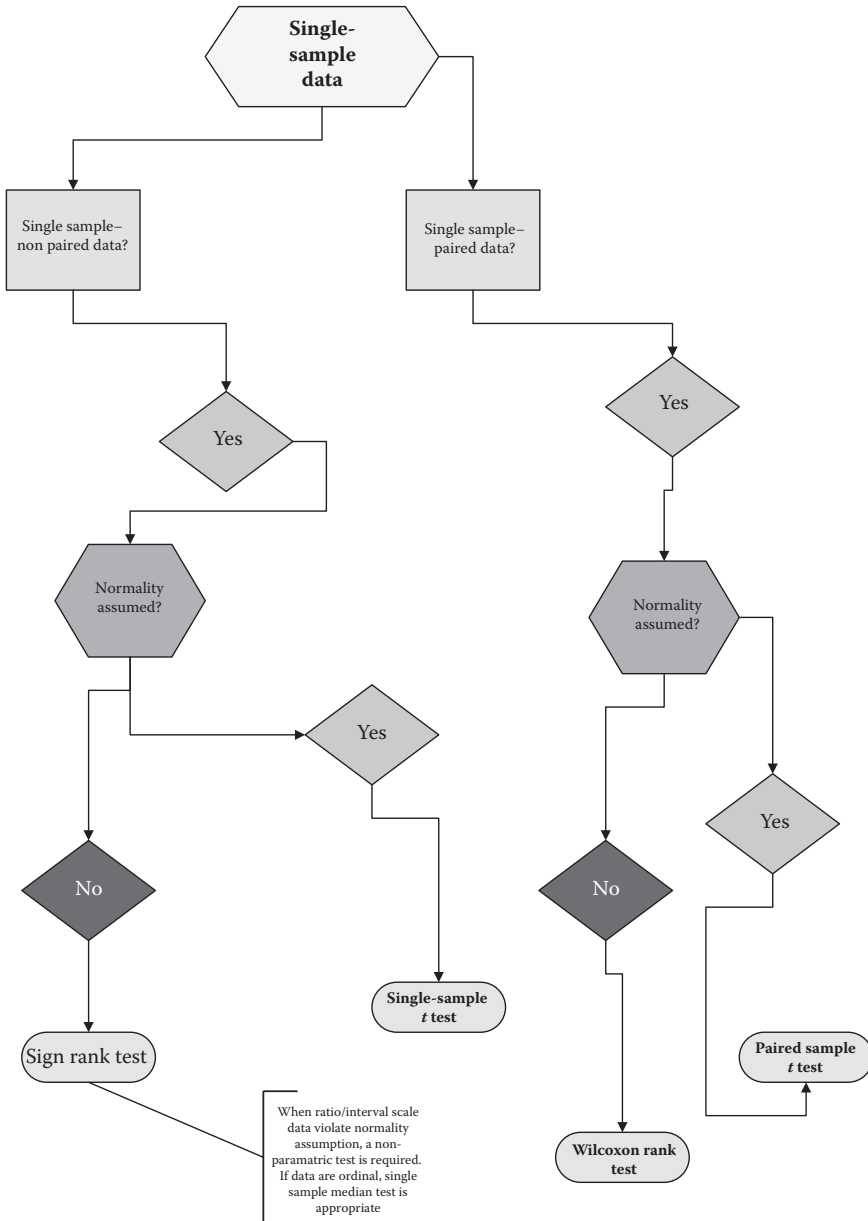 Single-
sample
data
Single sample–
non paired data?
Single sample–
paired data?
Yes
Yes
Normality
assumed?
Normality
assumed?
Yes
Yes
No
No
Single-sample
t test
Sign rank test
Paired sample
t test
When ratio/interval scale
data violate normality
assumption, a non-
paramatric test is required.
If data are ordinal, single
sample median test is
appropriate
Wilcoxon rank
test